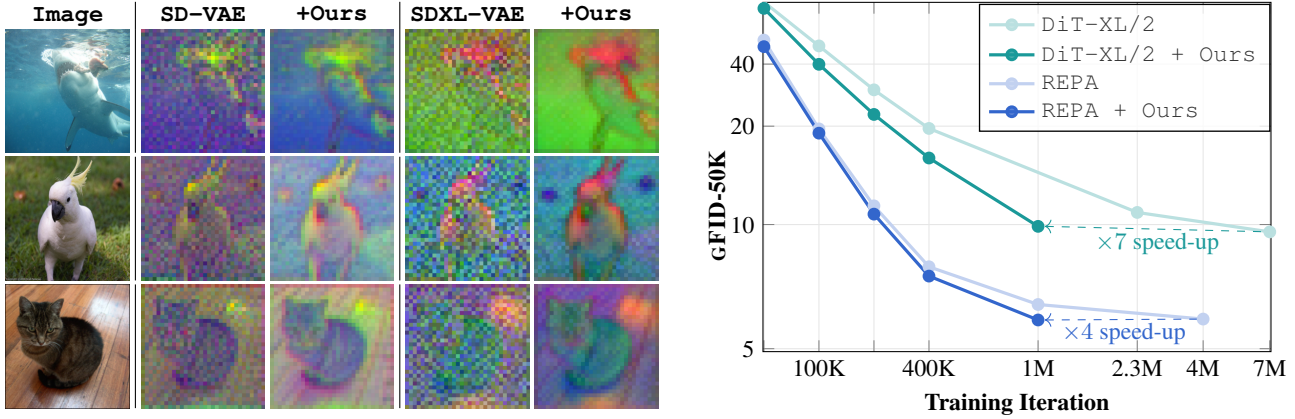 Image SD-VAE +Ours SDXL-VAE +Ours
DiT-XL/2
DiT-XL/2 + Ours
REPA
REPA + Ours
GFID-50K
40
20
10
5
×7 speed-up
×4 speed-up
100K 400K 1M 2.3M 4M 7M
Training Iteration